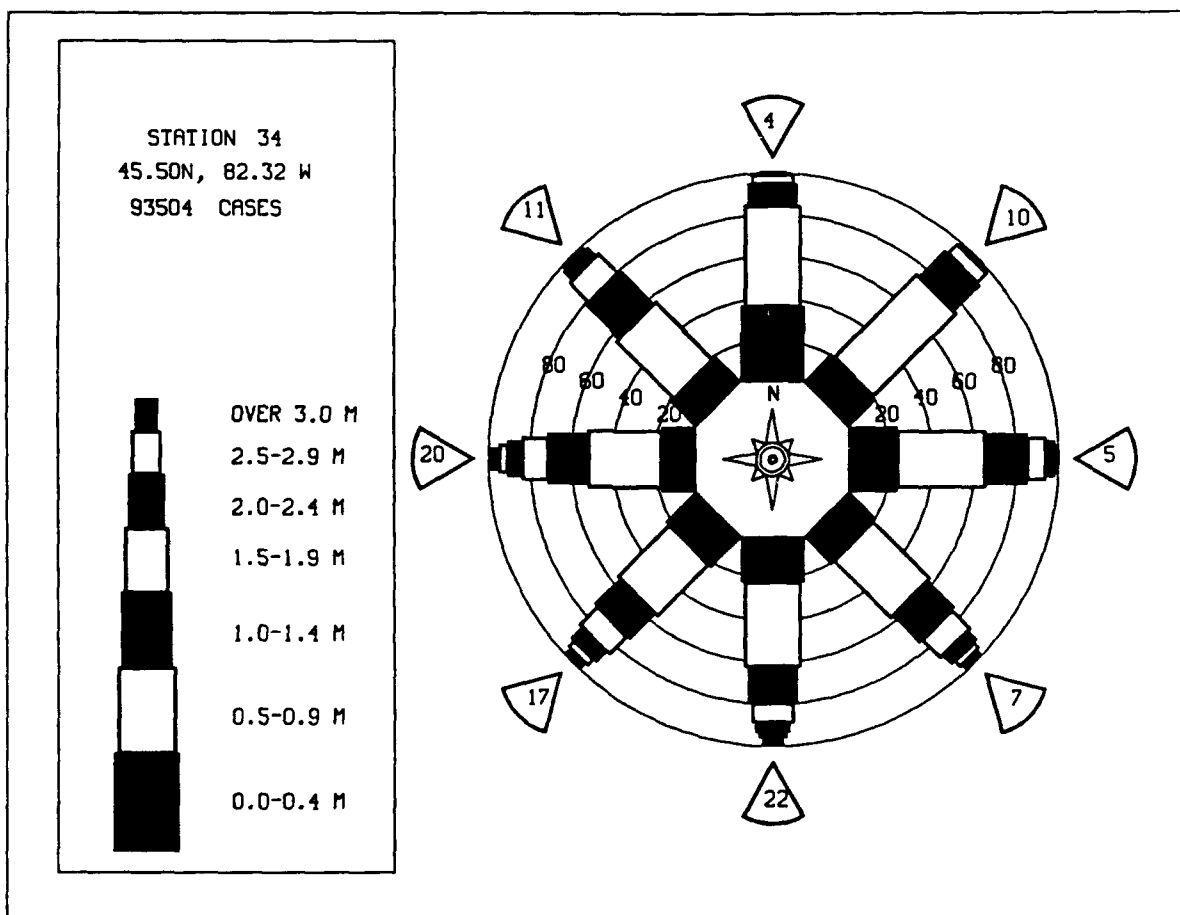 STATION 34
45.50N, 82.32 W
93504 CASES
OVER 3.0 M
2.5-2.9 M
2.0-2.4 M
1.5-1.9 M
1.0-1.4 M
0.5-0.9 M
0.0-0.4 M
4
11
10
80
60
40
20
N
20
40
60
80
20
5
17
7
22